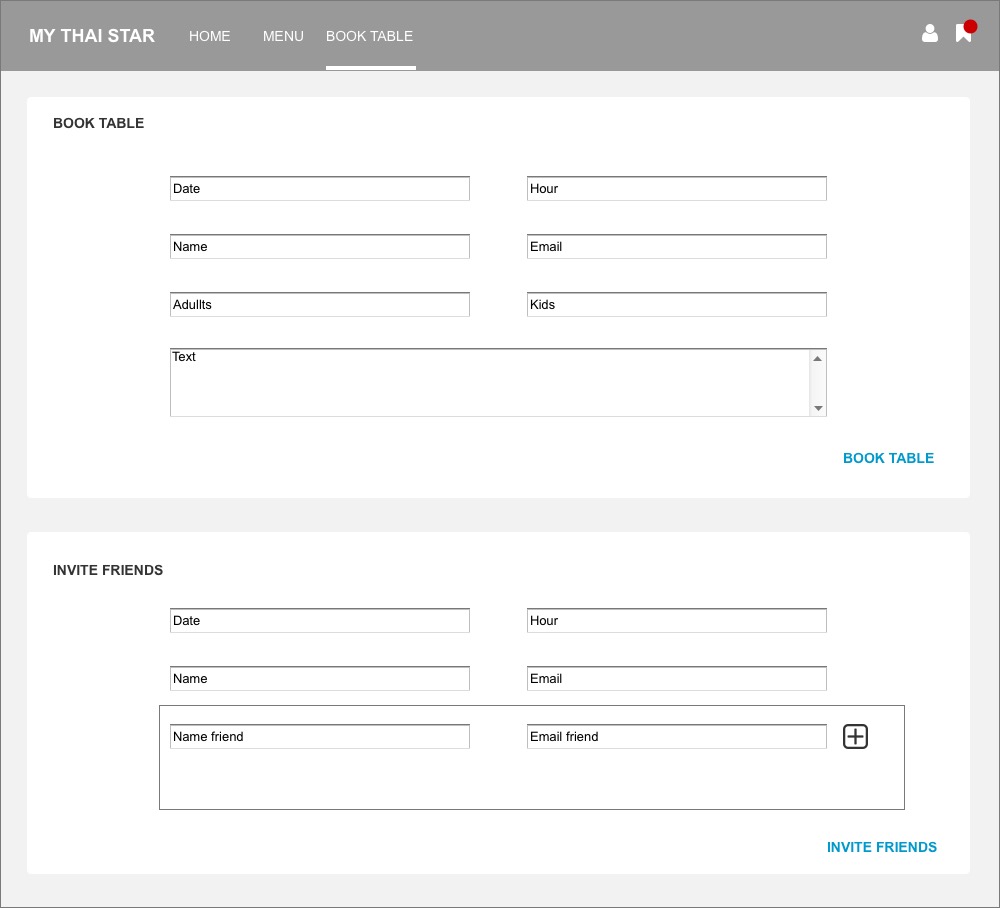 MY THAI STAR HOME MENU BOOK TABLE
BOOK TABLE
Date Hour
Name Email
Adullts Kids
Text
BOOK TABLE
INVITE FRIENDS
Date Hour
Name Email
Name friend Email friend
INVITE FRIENDS